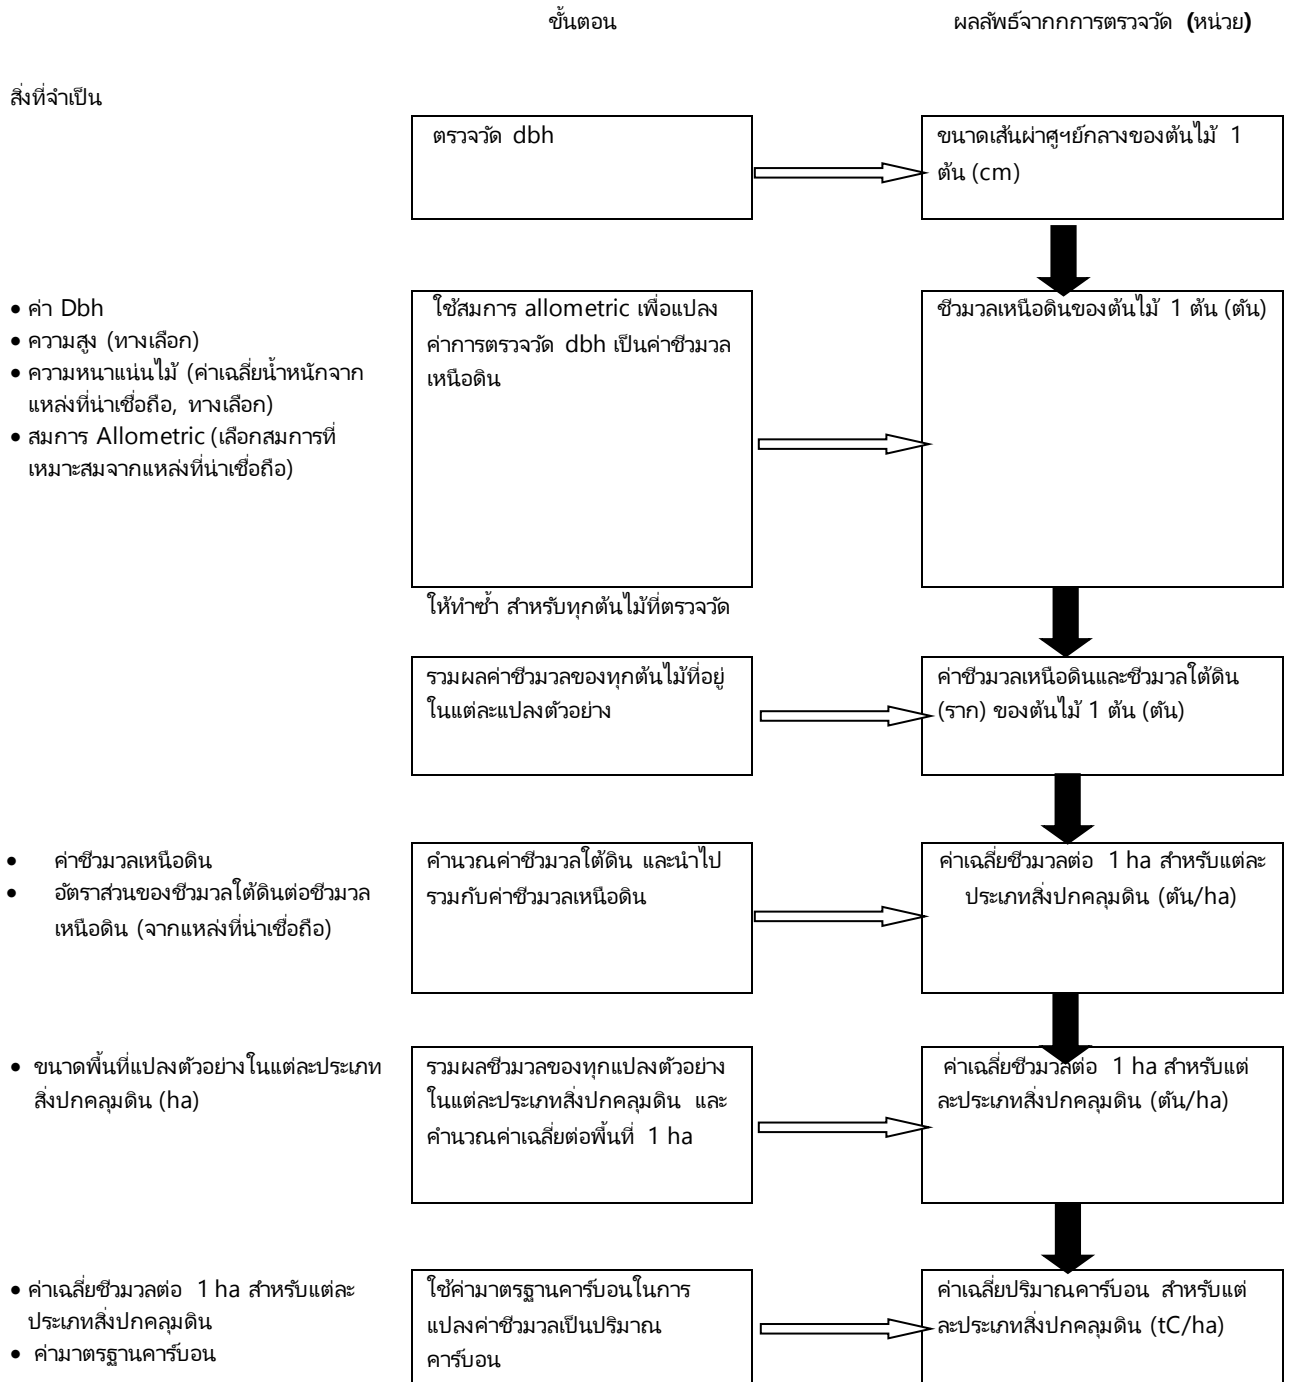 ขั้นตอน
ผลลัพธ์จากกการตรวจวัด (หน่วย)
สิ่งที่จำเป็น
ตรวจวัด dbh
ขนาดเส้นผ่าศูฯย์กลางของต้นไม้ 1
ต้น (cm)
• ค่า Dbh
• ความสูง (ทางเลือก)
• ความหนาแน่นไม้ (ค่าเฉลี่ยน้ำหนักจาก
แหล่งที่น่าเชื่อถือ, ทางเลือก)
• สมการ Allometric (เลือกสมการที่
เหมาะสมจากแหล่งที่น่าเชื่อถือ)
ใช้สมการ allometric เพื่อแปลง
ค่าการตรวจวัด dbh เป็นค่าชีวมวล
เหนือดิน
ชีวมวลเหนือดินของต้นไม้ 1 ต้น (ตัน)
ให้ทำซ้ำ สำหรับทุกต้นไม้ที่ตรวจวัด
รวมผลค่าชีวมวลของทุกต้นไม้ที่อยู่
ในแต่ละแปลงตัวอย่าง
ค่าชีวมวลเหนือดินและชีวมวลใต้ดิน
(ราก) ของต้นไม้ 1 ต้น (ตัน)
• ค่าชีวมวลเหนือดิน
• อัตราส่วนของชีวมวลใต้ดินต่อชีวมวล
เหนือดิน (จากแหล่งที่น่าเชื่อถือ)
คำนวณค่าชีวมวลใต้ดิน และนำไป
รวมกับค่าชีวมวลเหนือดิน
ค่าเฉลี่ยชีวมวลต่อ 1 ha สำหรับแต่ละ
ประเภทสิ่งปกคลุมดิน (ตัน/ha)
• ขนาดพื้นที่แปลงตัวอย่างในแต่ละประเภท
สิ่งปกคลุมดิน (ha)
รวมผลชีวมวลของทุกแปลงตัวอย่าง
ในแต่ละประเภทสิ่งปกคลุมดิน และ
คำนวณค่าเฉลี่ยต่อพื้นที่ 1 ha
ค่าเฉลี่ยชีวมวลต่อ 1 ha สำหรับแต่
ละประเภทสิ่งปกคลุมดิน (ตัน/ha)
• ค่าเฉลี่ยชีวมวลต่อ 1 ha สำหรับแต่ละ
ประเภทสิ่งปกคลุมดิน
• ค่ามาตรฐานคาร์บอน
ใช้ค่ามาตรฐานคาร์บอนในการ
แปลงค่าชีวมวลเป็นปริมาณ
คาร์บอน
ค่าเฉลี่ยปริมาณคาร์บอน สำหรับแต่
ละประเภทสิ่งปกคลุมดิน (tC/ha)